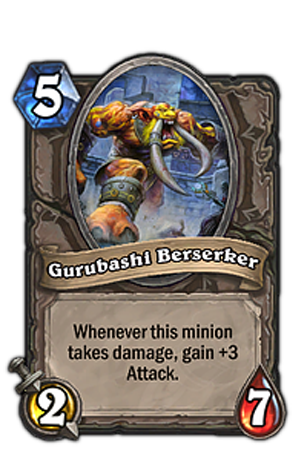 5
Gurubashi Berserker
Whenever this minion
takes damage, gain +3
Attack.
2
7